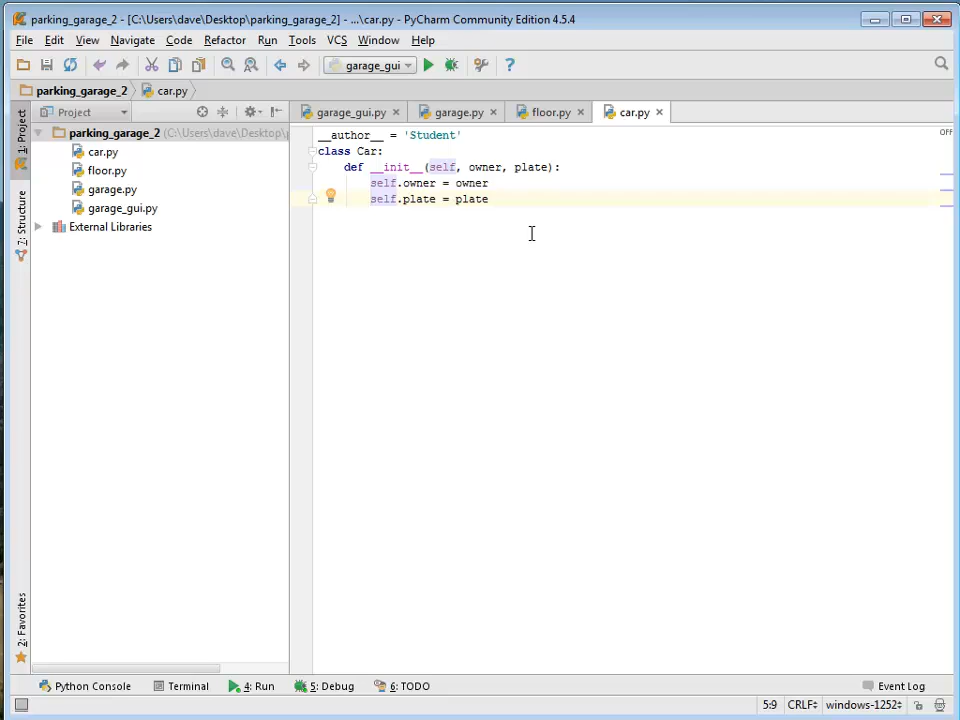 parking_garage_2 - [C:\Users\dave\Desktop\parking_garage_2] - ...\car.py - PyCharm Community Edition 4.5.4
File Edit View Navigate Code Refactor Run Tools VCS Window Help
garage_gui
parking_garage_2 car.py
Project garage_gui.py garage.py floor.py car.py
parking_garage_2 (C:\Users\dave\Desktop\
car.py
floor.py
garage.py
garage_gui.py
External Libraries
1: Project
7: Structure
2: Favorites
__author__ = 'Student'
class Car:
def __init__(self, owner, plate):
self.owner = owner
self.plate = plate
OFF
Python Console Terminal 4: Run 5: Debug 6: TODO Event Log
5:9 CRLF windows-1252